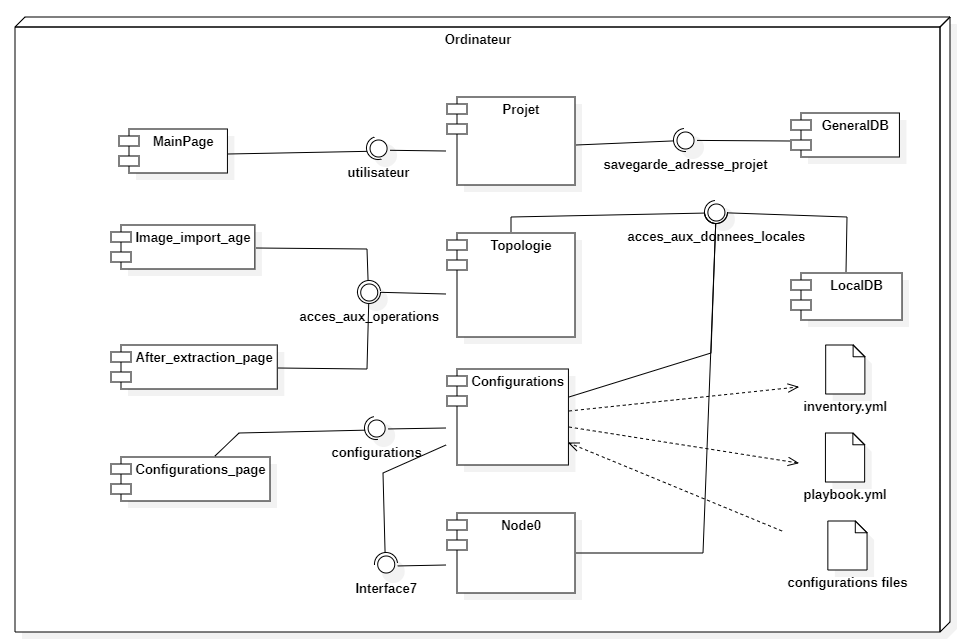 Ordinateur
MainPage
utilisateur
Projet
savegarde_adresse_projet
GeneralDB
Image_import_age
Topologie
acces_aux_donnees_locales
LocalDB
acces_aux_operations
After_extraction_page
Configurations
inventory.yml
configurations
Configurations_page
playbook.yml
Node0
Interface7
configurations files